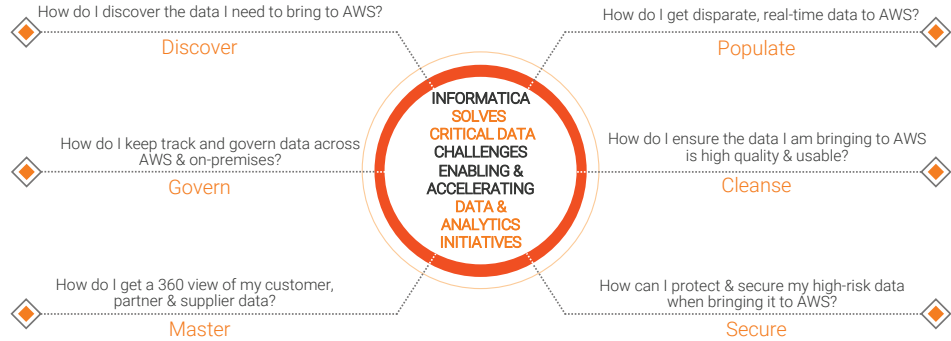 How do I discover the data I need to bring to AWS?
Discover
How do I get disparate, real-time data to AWS?
Populate
How do I keep track and govern data across
AWS & on-premises?
Govern
INFORMATICA
SOLVES
CRITICAL DATA
CHALLENGES
ENABLING &
ACCELERATING
DATA &
ANALYTICS
INITIATIVES
How do I ensure the data I am bringing to AWS
is high quality & usable?
Cleanse
How do I get a 360 view of my customer,
partner & supplier data?
Master
How can I protect & secure my high-risk data
when bringing it to AWS?
Secure